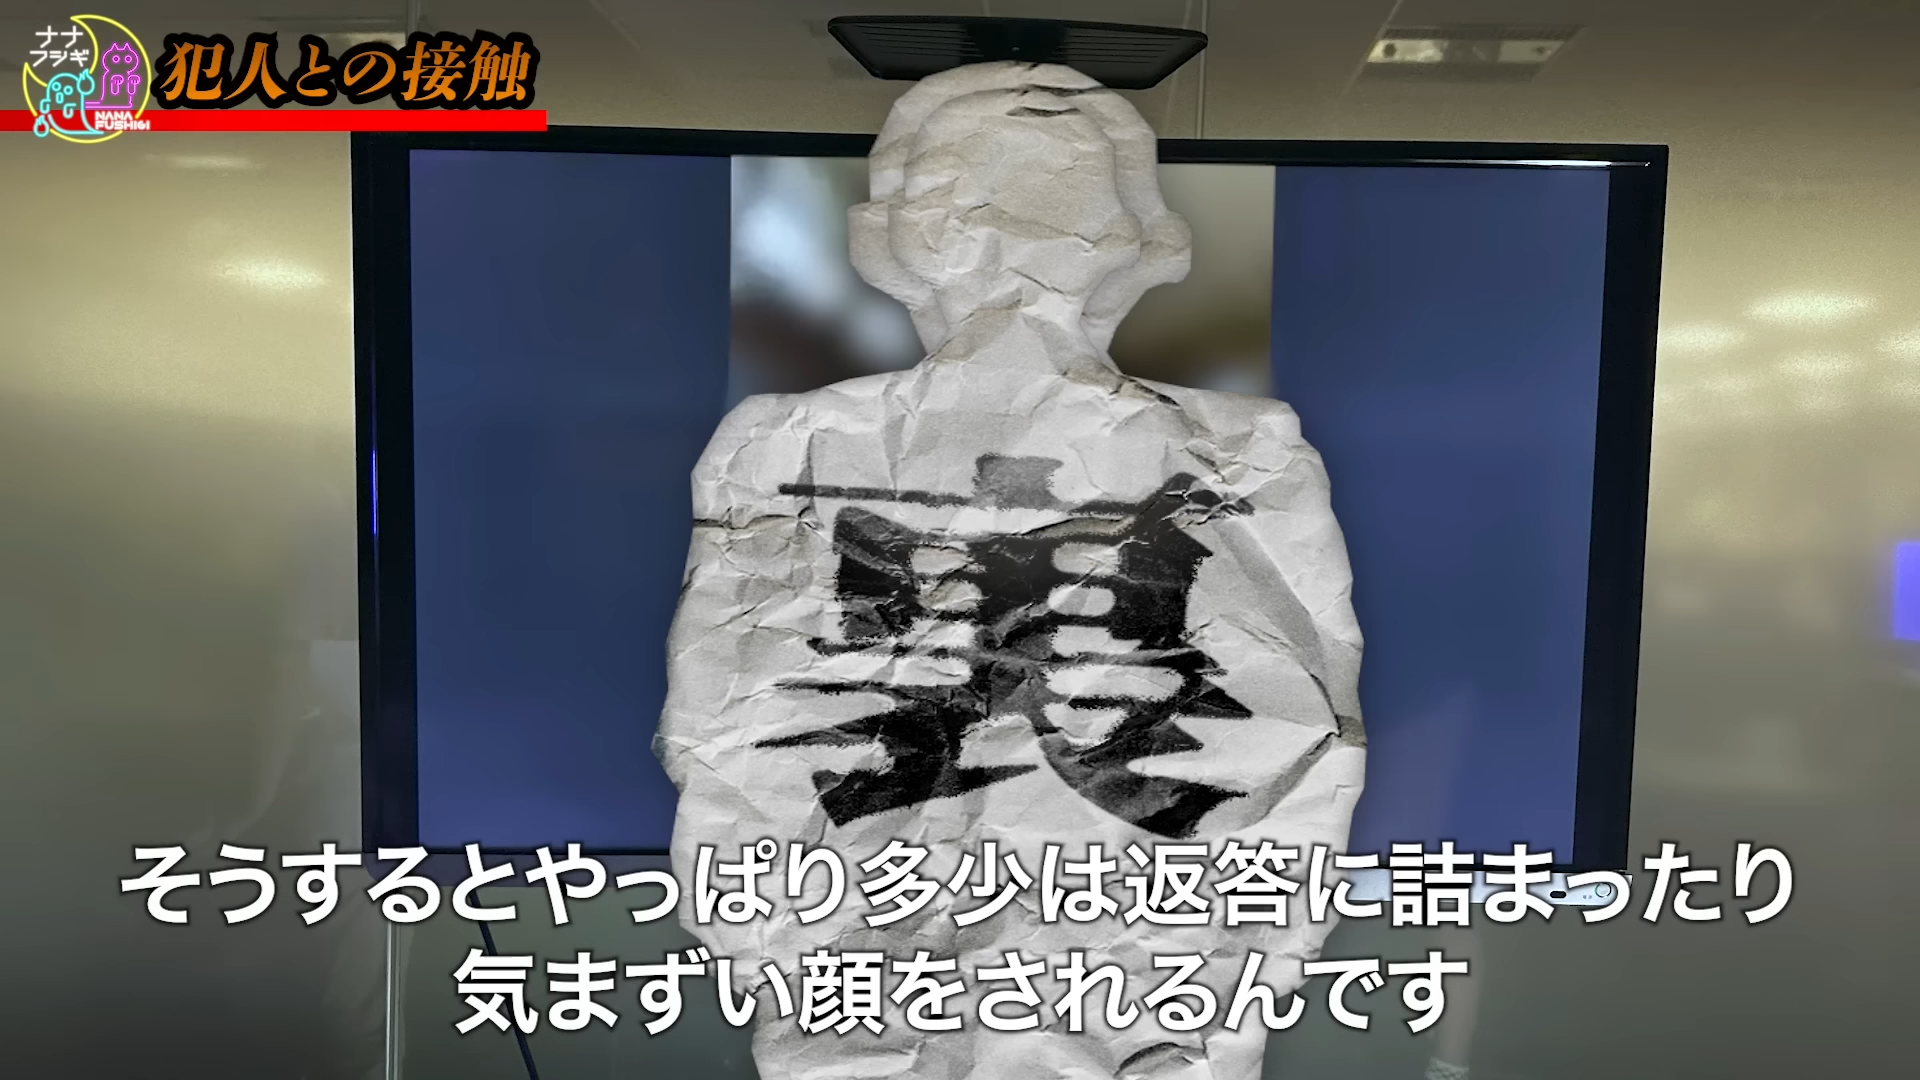 ナナ
フシギ
NANA
FUSHIGI
犯人との接触
裏
そうするとやっぱり多少は返答に詰まったり
気まずい顔をされるんです